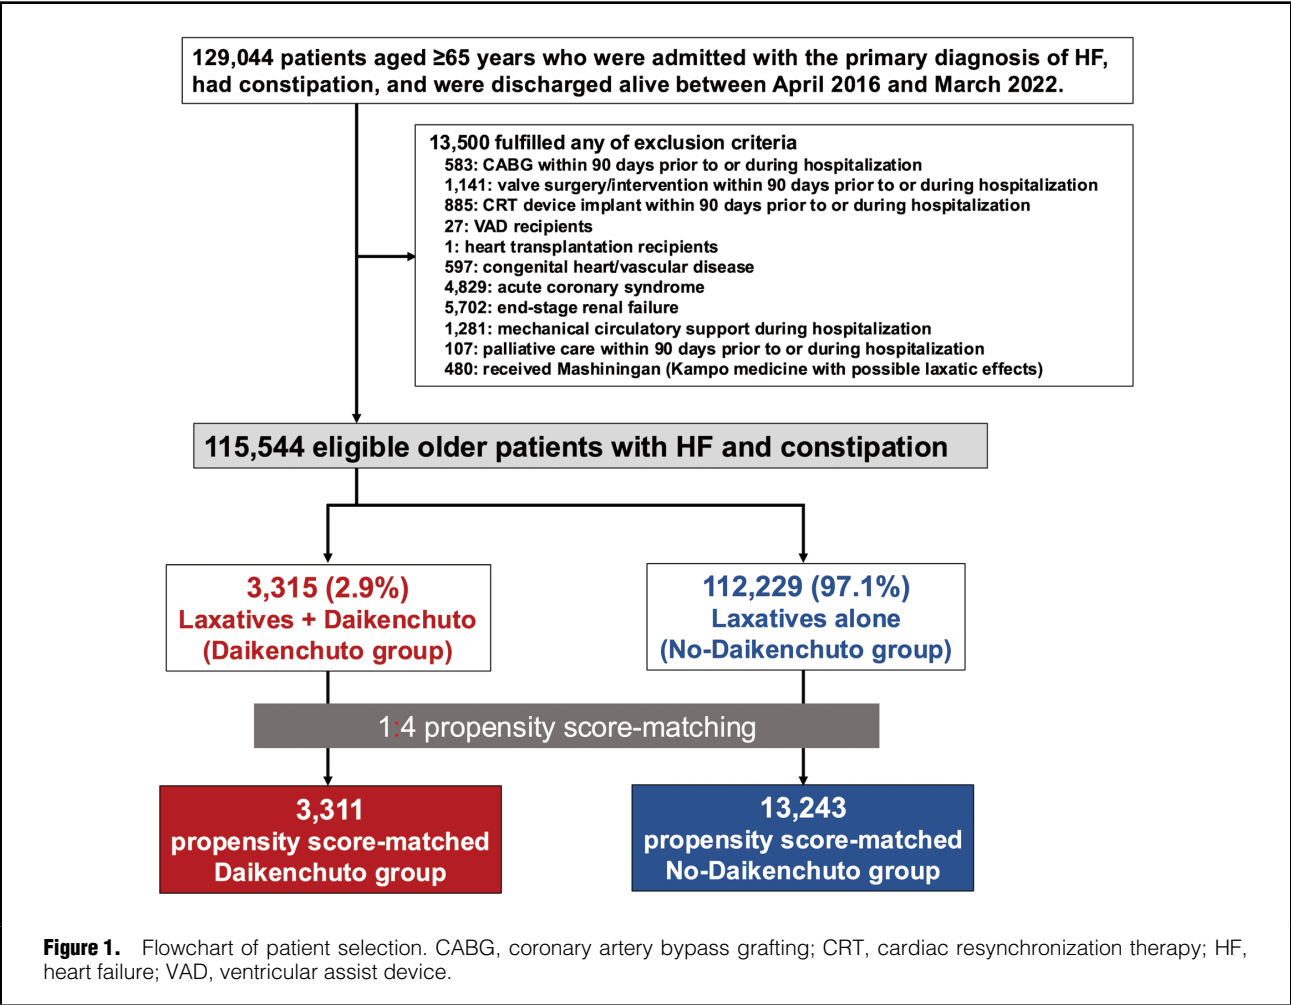 129,044 patients aged ≥65 years who were admitted with the primary diagnosis of HF,
had constipation, and were discharged alive between April 2016 and March 2022.
13,500 fulfilled any of exclusion criteria
583: CABG within 90 days prior to or during hospitalization
1,141: valve surgery/intervention within 90 days prior to or during hospitalization
885: CRT device implant within 90 days prior to or during hospitalization
27: VAD recipients
1: heart transplantation recipients
597: congenital heart/vascular disease
4,829: acute coronary syndrome
5,702: end-stage renal failure
1,281: mechanical circulatory support during hospitalization
107: palliative care within 90 days prior to or during hospitalization
480: received Mashiningan (Kampo medicine with possible laxatic effects)
115,544 eligible older patients with HF and constipation
3,315 (2.9%)
Laxatives + Daikenchuto
(Daikenchuto group)
112,229 (97.1%)
Laxatives alone
(No-Daikenchuto group)
1:4 propensity score-matching
3,311
propensity score-matched
Daikenchuto group
13,243
propensity score-matched
No-Daikenchuto group
Figure 1. Flowchart of patient selection. CABG, coronary artery bypass grafting; CRT, cardiac resynchronization therapy; HF,
heart failure; VAD, ventricular assist device.